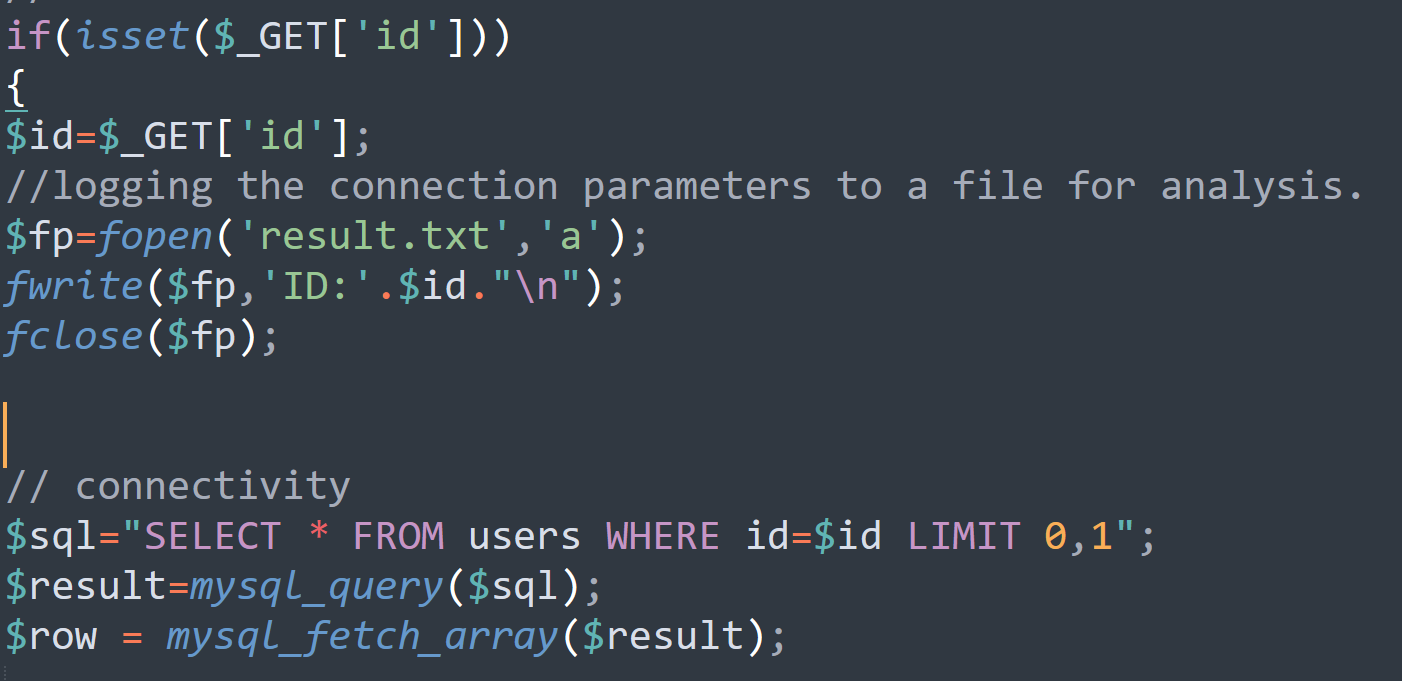 if(isset($_GET['id']))
{
$id=$_GET['id'];
//logging the connection parameters to a file for analysis.
$fp=fopen('result.txt','a');
fwrite($fp,'ID:'.$id."\n");
fclose($fp);
// connectivity
$sql="SELECT * FROM users WHERE id=$id LIMIT 0,1";
$result=mysql_query($sql);
$row = mysql_fetch_array($result);